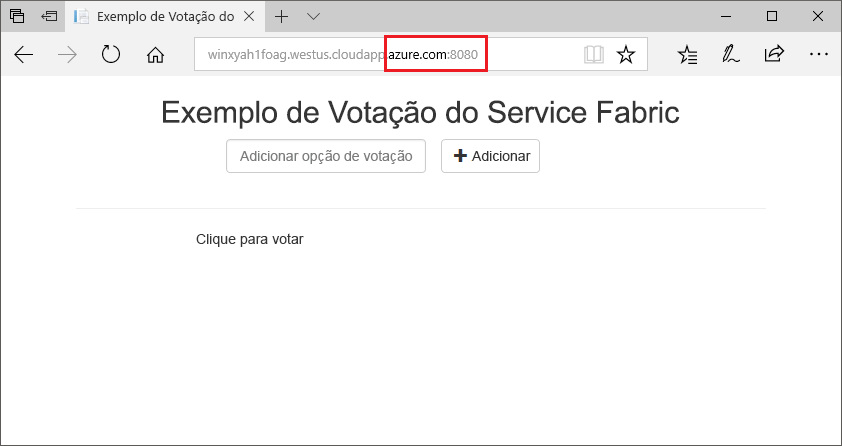 Exemplo de Votação do
winxyah1foag.westus.cloudapp.azure.com:8080
Exemplo de Votação do Service Fabric
Adicionar opção de votação
Adicionar
Clique para votar